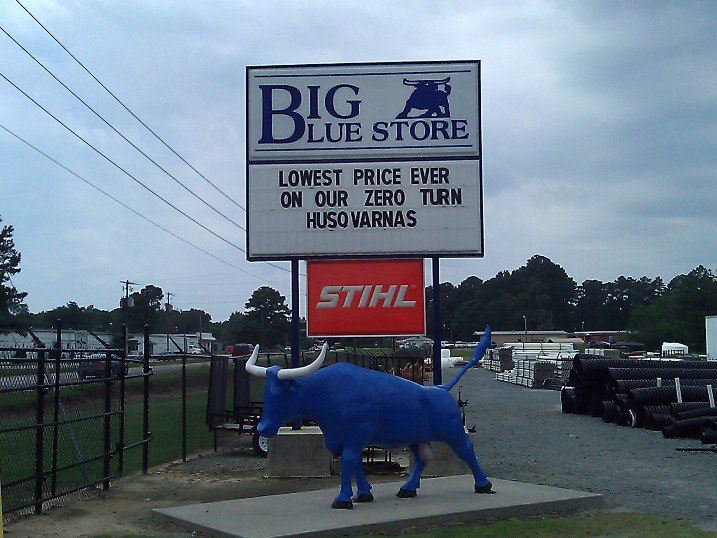 BIG
BLUE STORE
LOWEST PRICE EVER
ON OUR ZERO TURN
HUSQVARNAS
STIHL